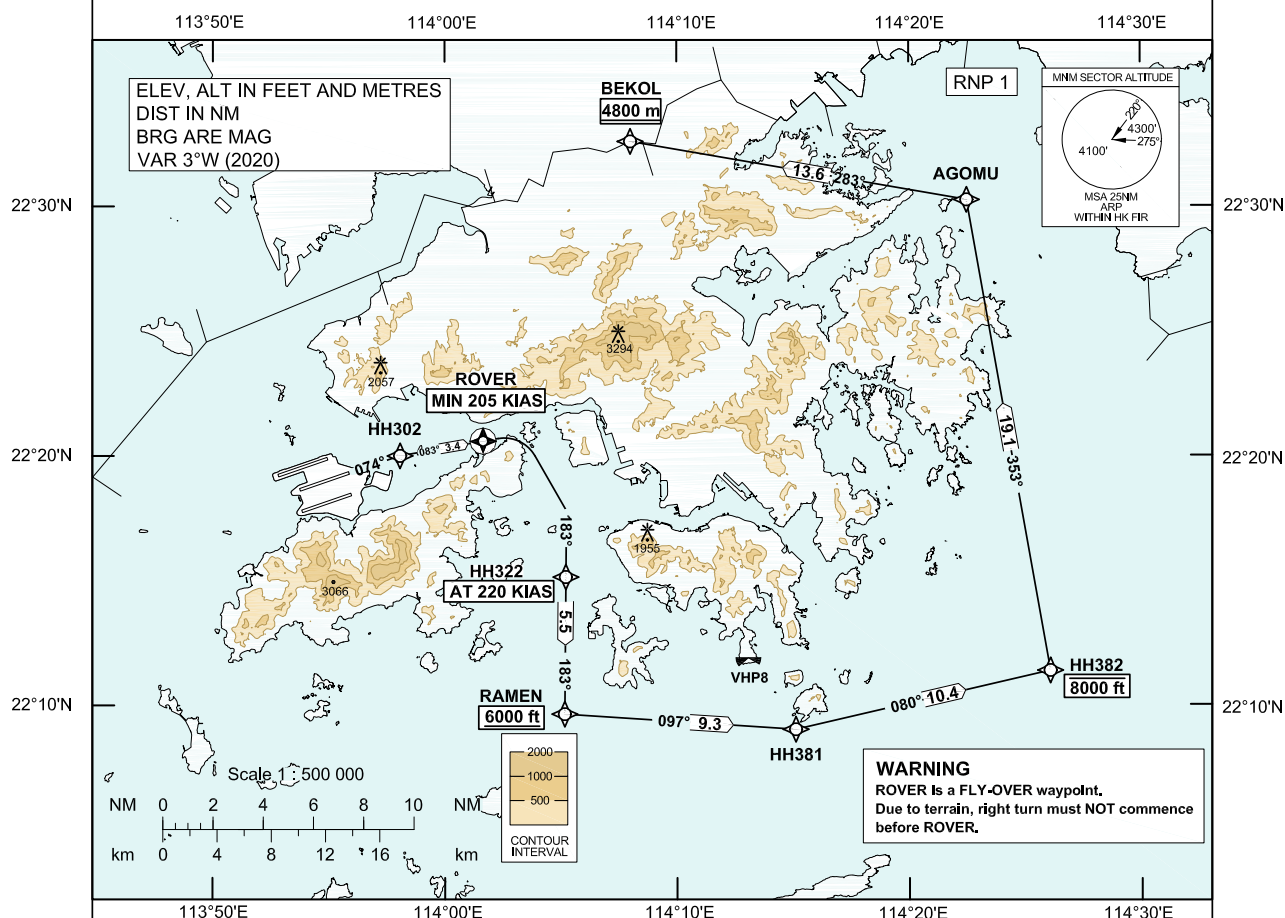 113°50'E
114°00'E
114°10'E
114°20'E
114°30'E
ELEV, ALT IN FEET AND METRES
DIST IN NM
BRG ARE MAG
VAR 3°W (2020)
BEKOL
4800 m
RNP 1
MNM SECTOR ALTITUDE
220°
4300'
275°
4100'
MSA 25NM
ARP
WITHIN HK FIR
13.6 283°
AGOMU
22°30'N
22°30'N
3294
2057
ROVER
MIN 205 KIAS
HH302
074°
083° 3.4
22°20'N
22°20'N
19.1 353°
183°
1955
HH322
AT 220 KIAS
3066
5.5
183°
VHP8
HH382
8000 ft
RAMEN
6000 ft
097° 9.3
080° 10.4
HH381
22°10'N
22°10'N
2000
1000
500
CONTOUR
INTERVAL
Scale 1 : 500 000
NM 0 2 4 6 8 10 NM
km 0 4 8 12 16 km
WARNING
ROVER is a FLY-OVER waypoint.
Due to terrain, right turn must NOT commence
before ROVER.
113°50'E
114°00'E
114°10'E
114°20'E
114°30'E